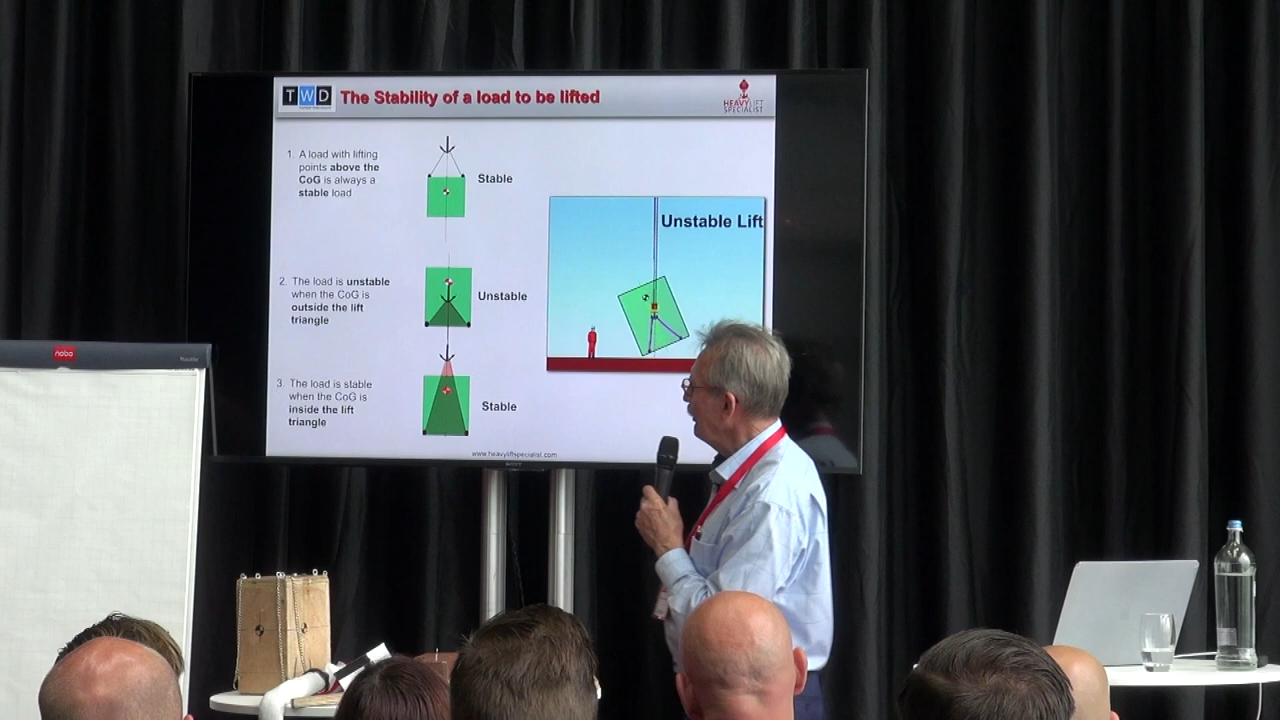 TWD
The Stability of a load to be lifted
HEAVYLIFT
SPECIALIST
1. A load with lifting
points above the
CoG is always a
stable load
Stable
Unstable Lift
2. The load is unstable
when the CoG is
outside the lift
triangle
Unstable
3. The load is stable
when the CoG is
inside the lift
triangle
Stable
www.heavyliftspecialist.com
SONY
nobo